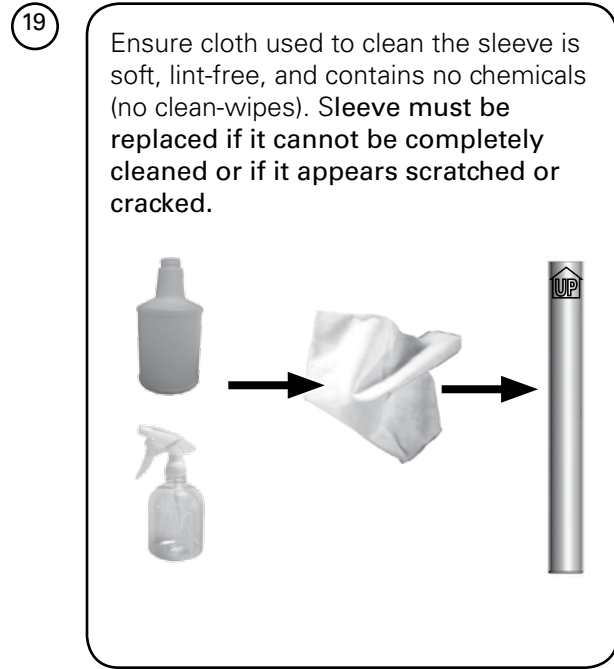 19
Ensure cloth used to clean the sleeve is
soft, lint-free, and contains no chemicals
(no clean-wipes). Sleeve must be
replaced if it cannot be completely
cleaned or if it appears scratched or
cracked.
UP